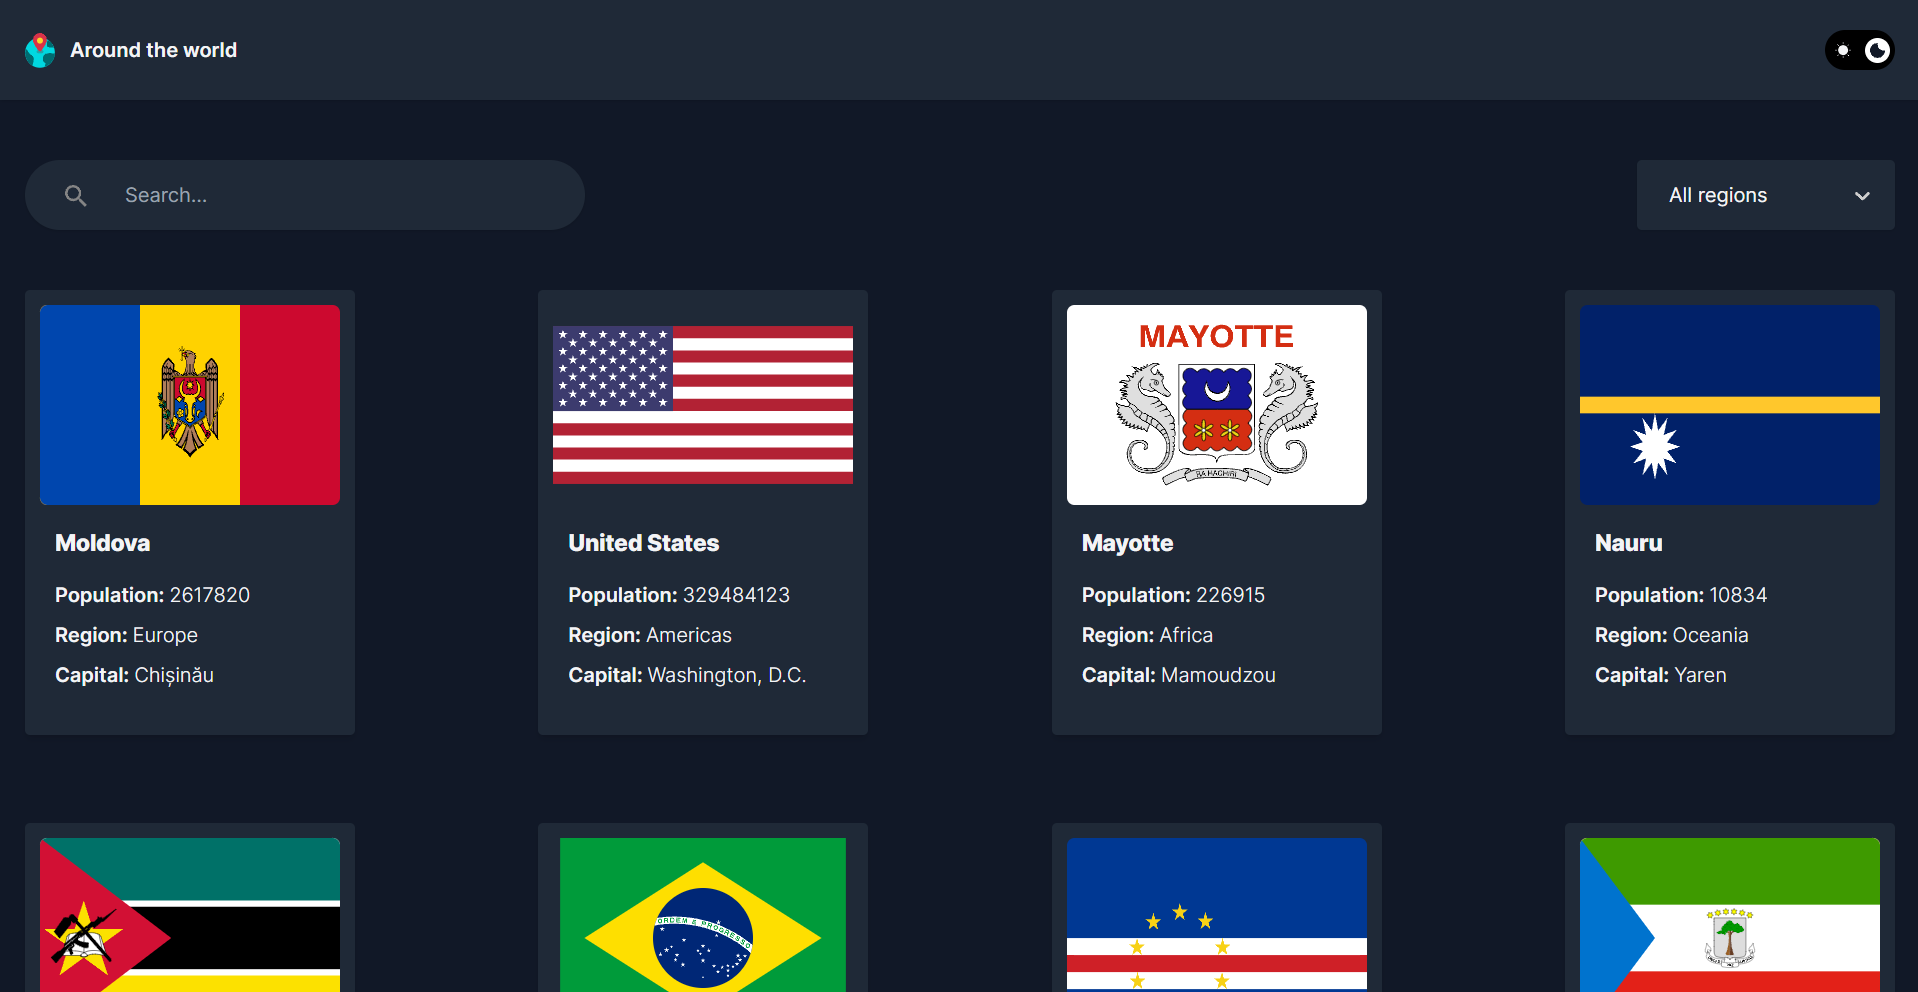 Around the world
Search...
All regions
MAYOTTE
RA HACHIRI
Moldova
Population: 2617820
Region: Europe
Capital: Chișinău
United States
Population: 329484123
Region: Americas
Capital: Washington, D.C.
Mayotte
Population: 226915
Region: Africa
Capital: Mamoudzou
Nauru
Population: 10834
Region: Oceania
Capital: Yaren
ORDEM E PROGRESSO